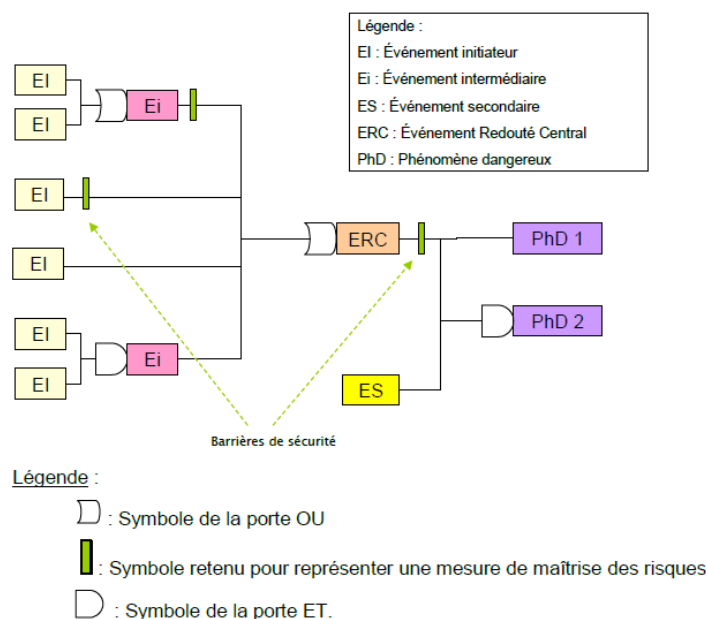 Légende :
EI : Événement initiateur
Ei : Événement intermédiaire
ES : Événement secondaire
ERC : Événement Redouté Central
PhD : Phénomène dangereux
EI
EI
Ei
EI
EI
EI
EI
Ei
ERC
PhD 1
PhD 2
ES
Barrières de sécurité
Légende :
: Symbole de la porte OU
: Symbole retenu pour représenter une mesure de maîtrise des risques
: Symbole de la porte ET.